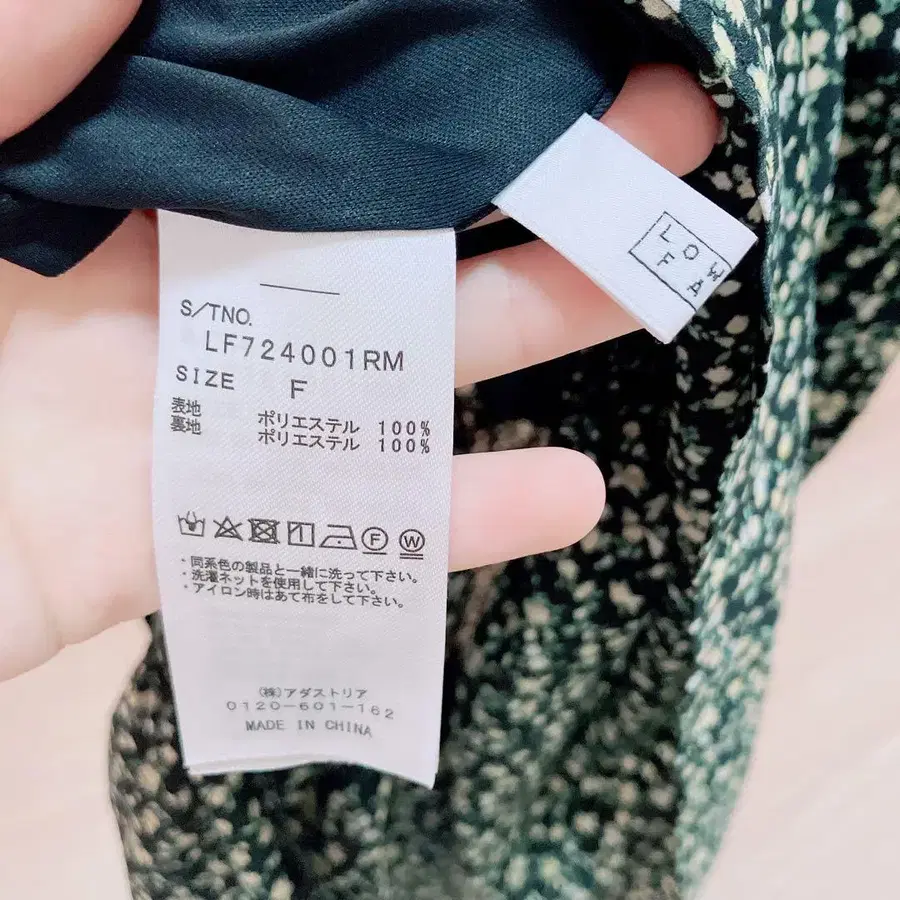 S/TNO.
LF724001RM
SIZE F
表地 ポリエステル 100%
裏地 ポリエステル 100%
F W
・同系色の製品と一緒に洗って下さい。
・洗濯ネットを使用して下さい。
・アイロン時はあて布をして下さい。
(株)アダストリア
0120-601-162
MADE IN CHINA
LOW
FA